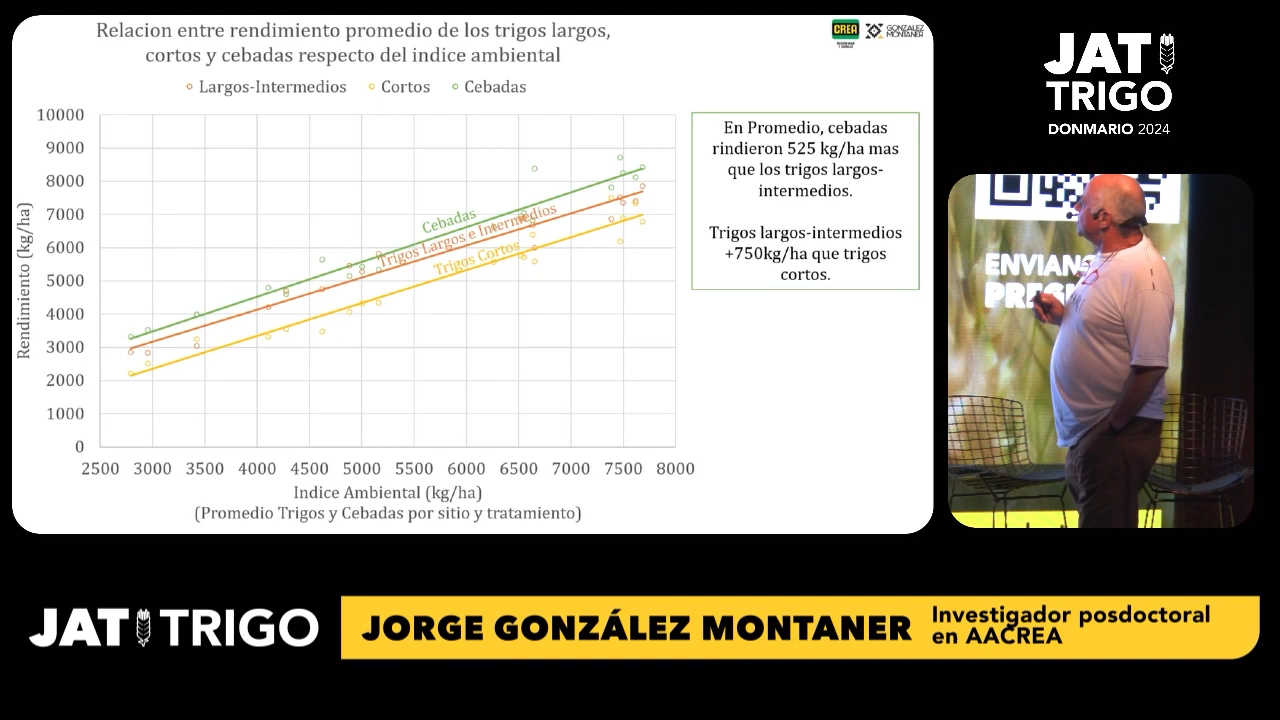 Relacion entre rendimiento promedio de los trigos largos,
cortos y cebadas respecto del indice ambiental
CREA
GONZALEZ
MONTANER
Largos-Intermedios Cortos Cebadas
10000
9000
8000
7000
6000
5000
4000
3000
2000
1000
0
Rendimiento (kg/ha)
Cebadas
Trigos Largos e Intermedios
Trigos Cortos
2500 3000 3500 4000 4500 5000 5500 6000 6500 7000 7500 8000
Indice Ambiental (kg/ha)
(Promedio Trigos y Cebadas por sitio y tratamiento)
En Promedio, cebadas
rindieron 525 kg/ha mas
que los trigos largos-
intermedios.
Trigos largos-intermedios
+750kg/ha que trigos
cortos.
JAT
TRIGO
DONMARIO 2024
JAT TRIGO
JORGE GONZÁLEZ MONTANER
Investigador posdoctoral
en AACREA